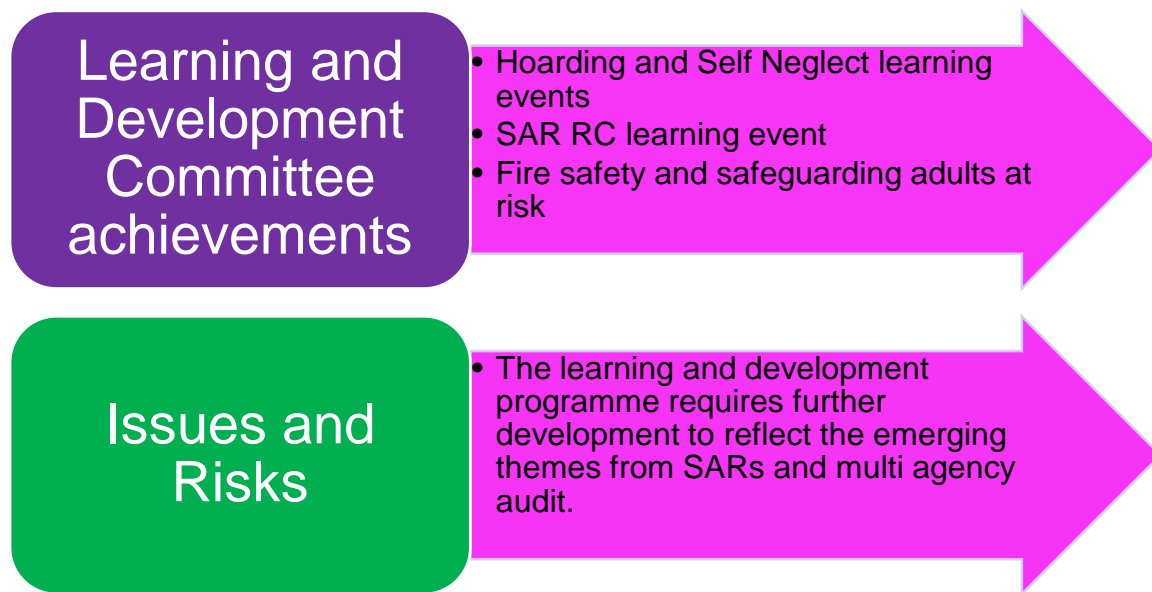 Learning and
Development
Committee
achievements
• Hoarding and Self Neglect learning
events
• SAR RC learning event
• Fire safety and safeguarding adults at
risk
Issues and
Risks
• The learning and development
programme requires further
development to reflect the emerging
themes from SARs and multi agency
audit.